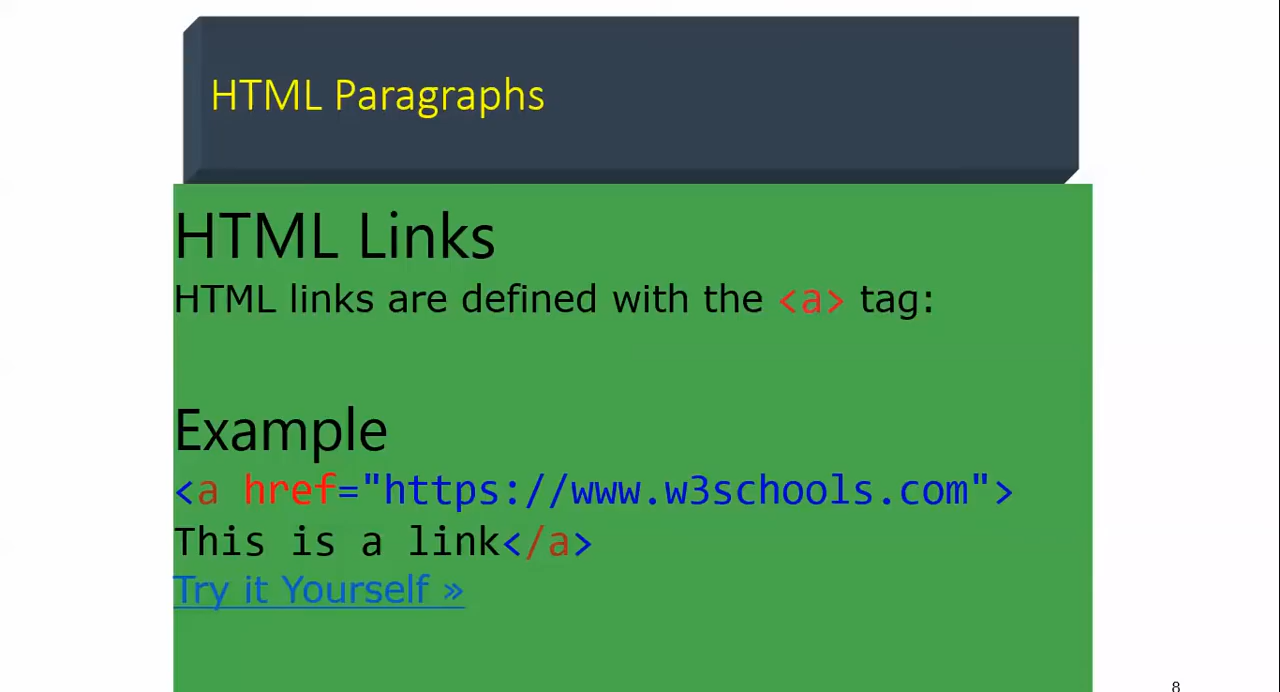 HTML Paragraphs
HTML Links
HTML links are defined with the <a> tag:
Example
<a href="https://www.w3schools.com">
This is a link</a>
Try it Yourself »
8